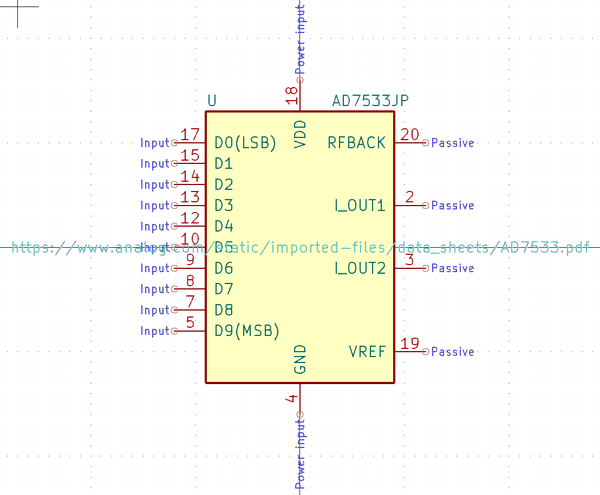 Power input
18
U AD7533JP
VDD
Input 17 D0(LSB) RFBACK 20 Passive
Input 15 D1
Input 14 D2
Input 13 D3 I_OUT1 2 Passive
Input 12 D4
Input 10 D5
https://www.analog.com/static/imported-files/data_sheets/AD7533.pdf
Input 9 D6 I_OUT2 3 Passive
Input 8 D7
Input 7 D8
Input 5 D9(MSB)
VREF 19 Passive
GND
4
Power input